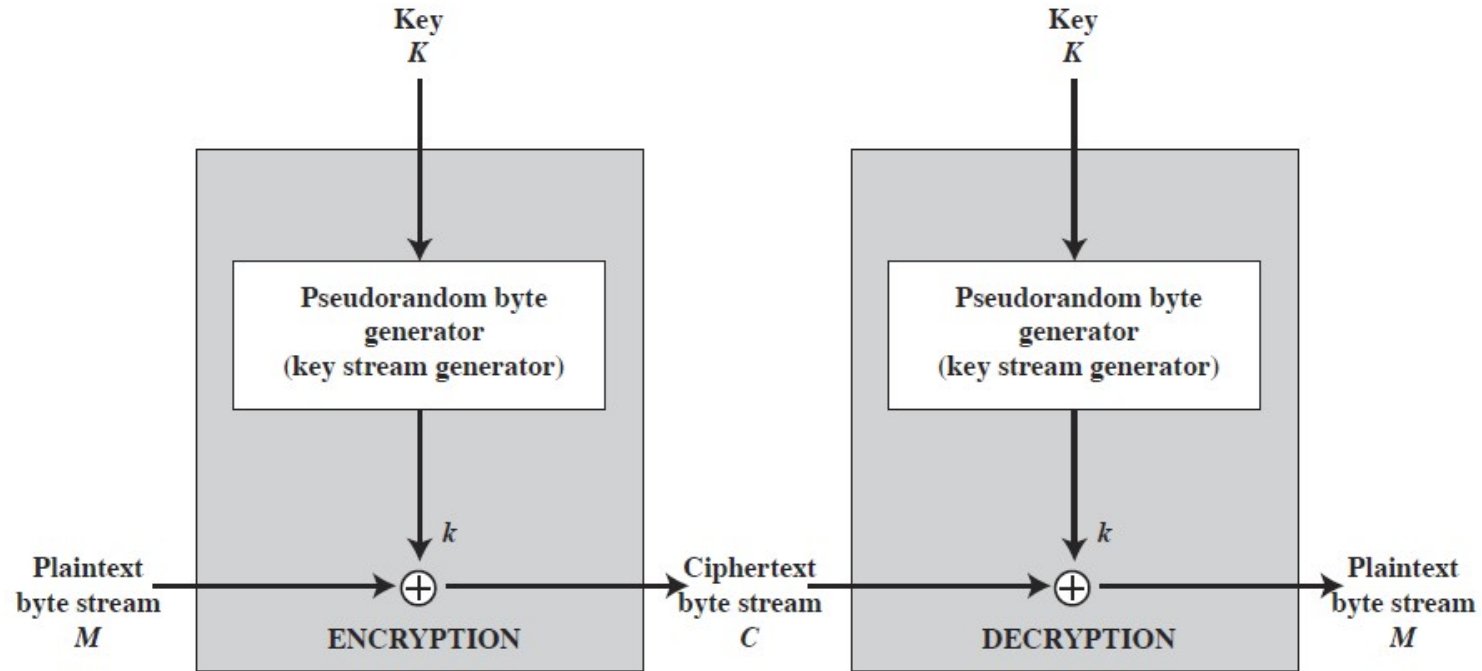 Key
K
Key
K
Pseudorandom byte
generator
(key stream generator)
Pseudorandom byte
generator
(key stream generator)
k
k
Plaintext
byte stream
M
ENCRYPTION
Ciphertext
byte stream
C
DECRYPTION
Plaintext
byte stream
M